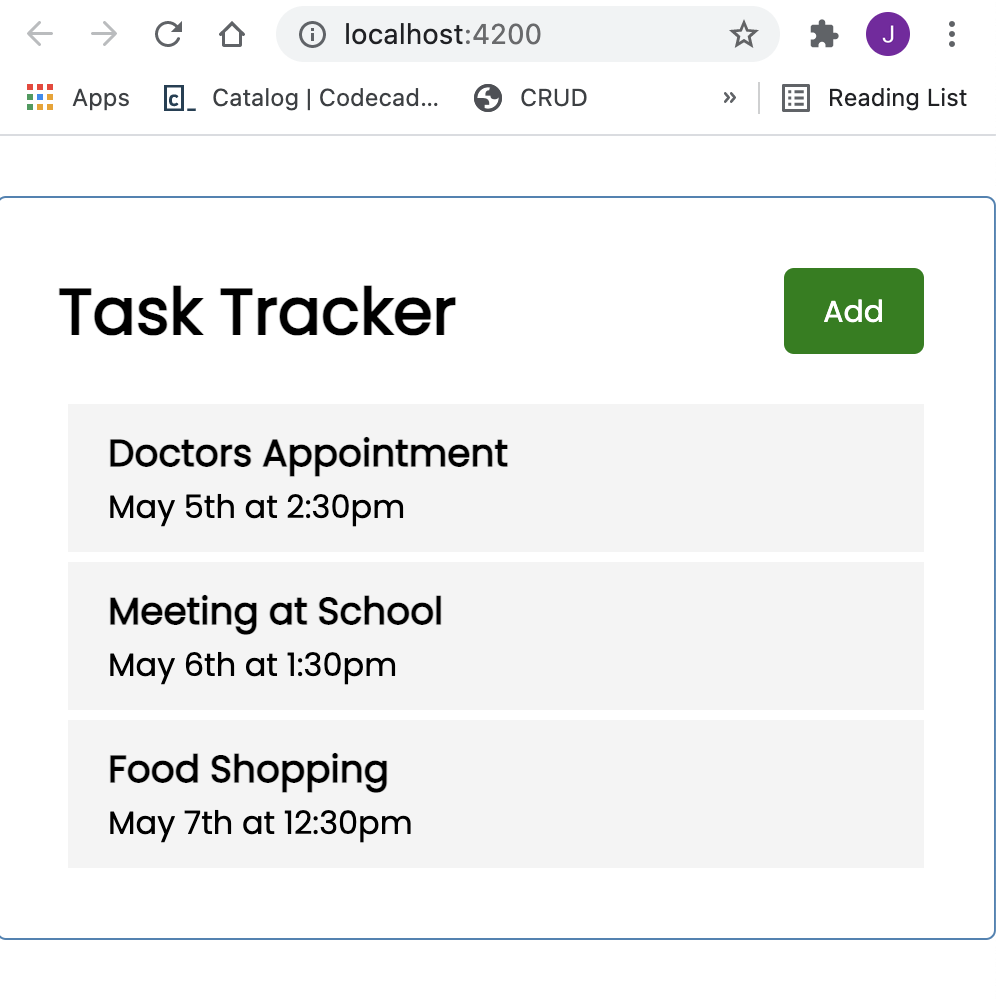 localhost:4200
J
Apps
c_
Catalog | Codecad...
CRUD
»
Reading List
Task Tracker
Add
Doctors Appointment
May 5th at 2:30pm
Meeting at School
May 6th at 1:30pm
Food Shopping
May 7th at 12:30pm